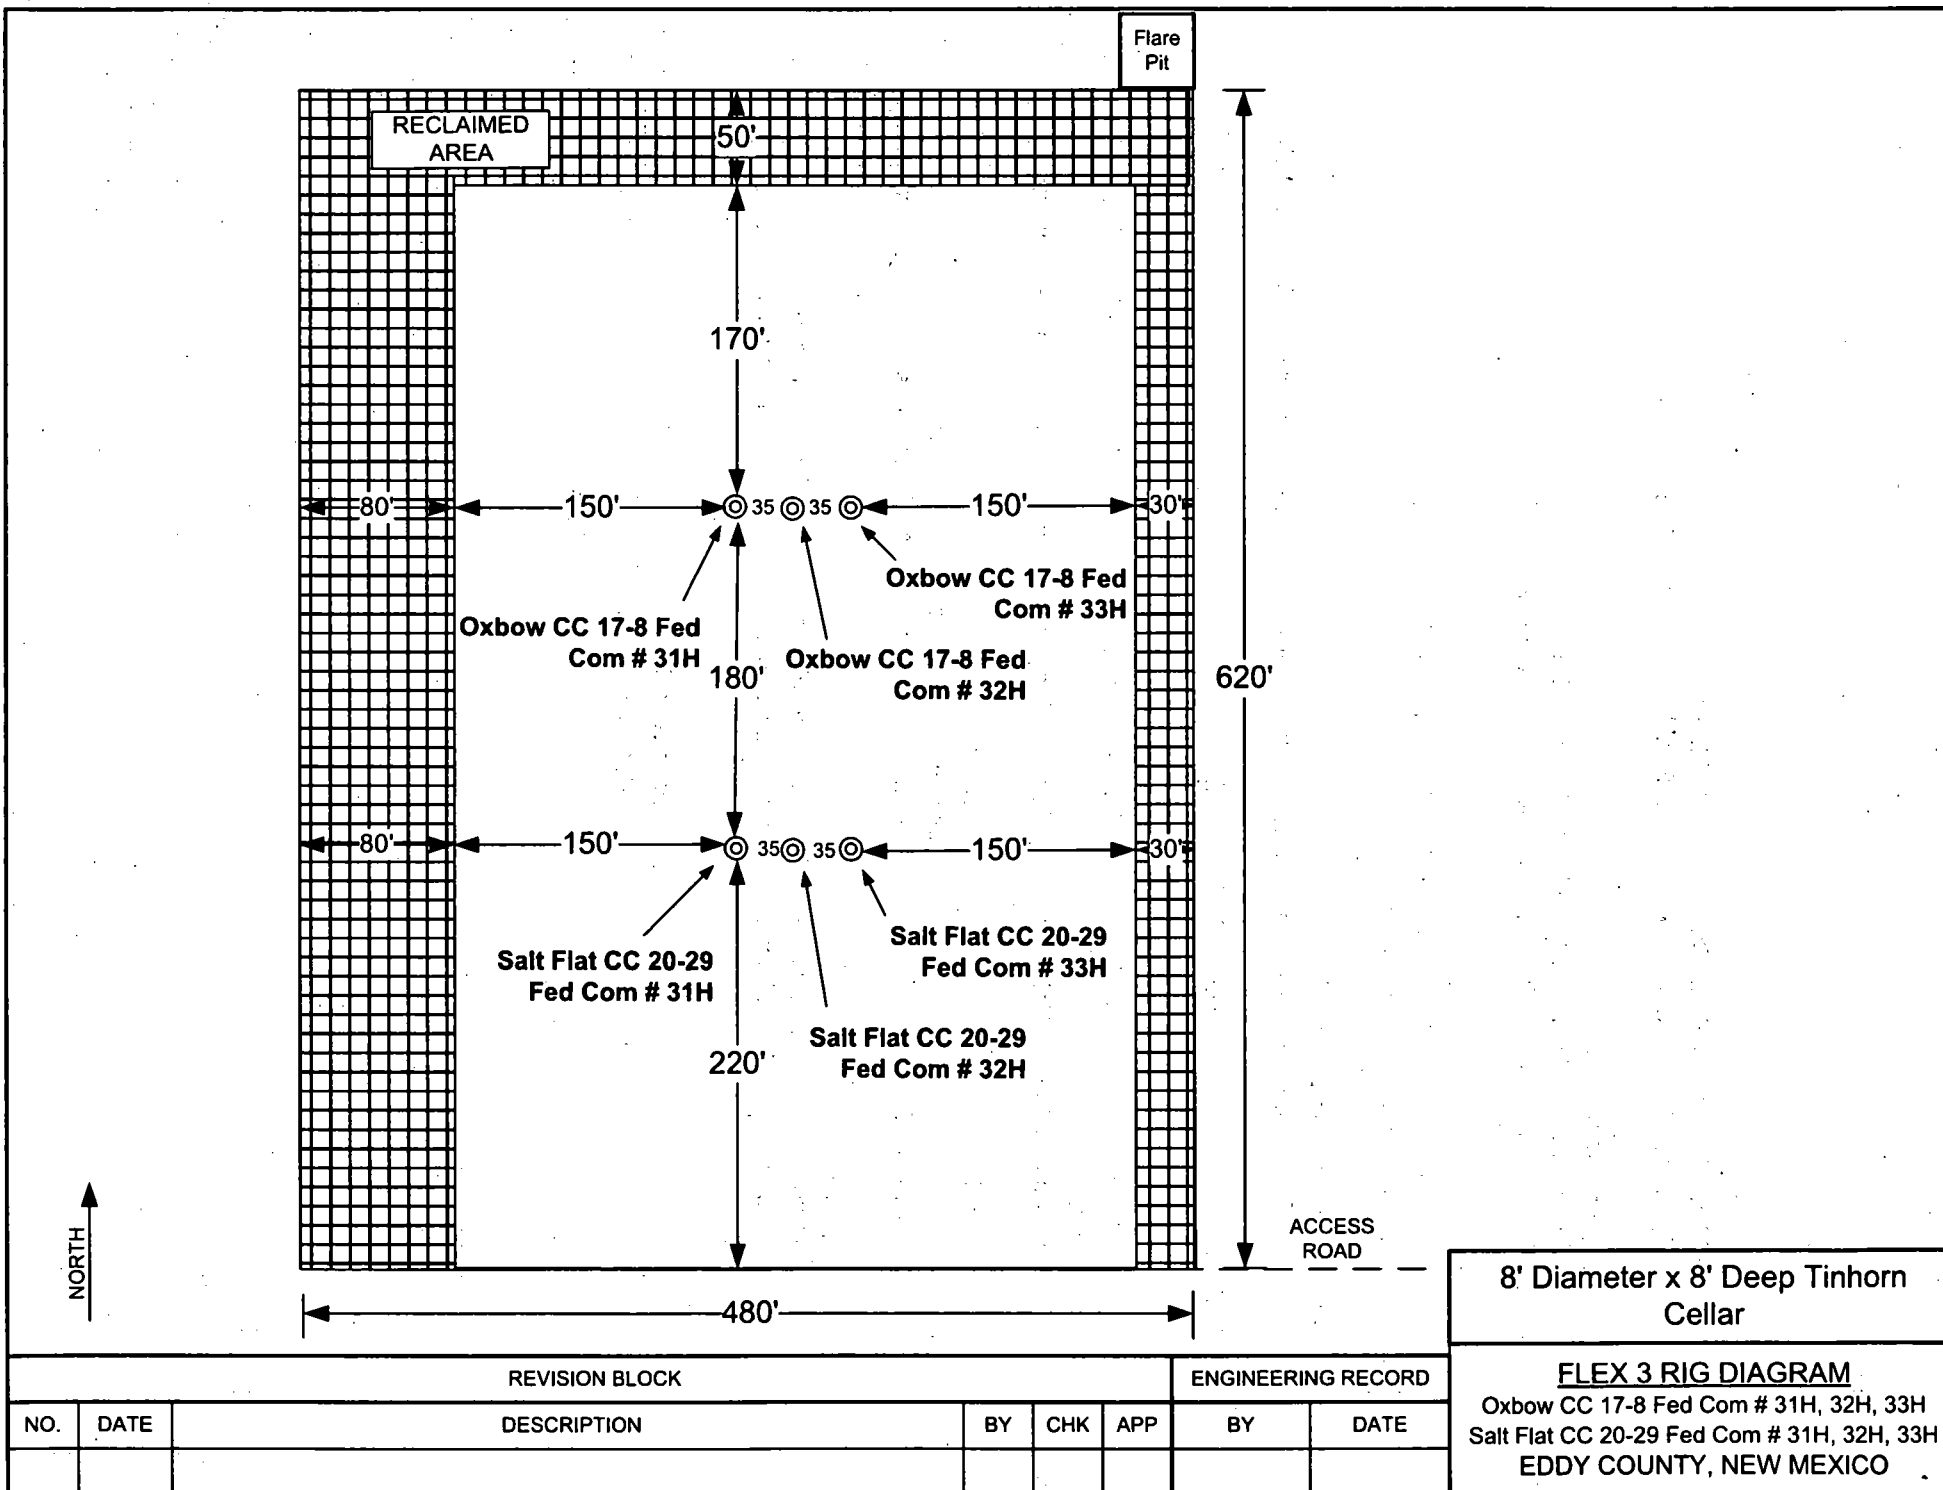 Flare
Pit
RECLAIMED
AREA
50'
170'
80'
150'
35
35
150'
30'
Oxbow CC 17-8 Fed
Com # 33H
Oxbow CC 17-8 Fed
Com # 31H
Oxbow CC 17-8 Fed
Com # 32H
180'
620'
80'
150'
35
35
150'
30'
Salt Flat CC 20-29
Fed Com # 33H
Salt Flat CC 20-29
Fed Com # 31H
Salt Flat CC 20-29
Fed Com # 32H
220'
NORTH
ACCESS
ROAD
480'
8' Diameter x 8' Deep Tinhorn
Cellar
REVISION BLOCK
ENGINEERING RECORD
NO.
DATE
DESCRIPTION
BY
CHK
APP
BY
DATE
FLEX 3 RIG DIAGRAM
Oxbow CC 17-8 Fed Com # 31H, 32H, 33H
Salt Flat CC 20-29 Fed Com # 31H, 32H, 33H
EDDY COUNTY, NEW MEXICO